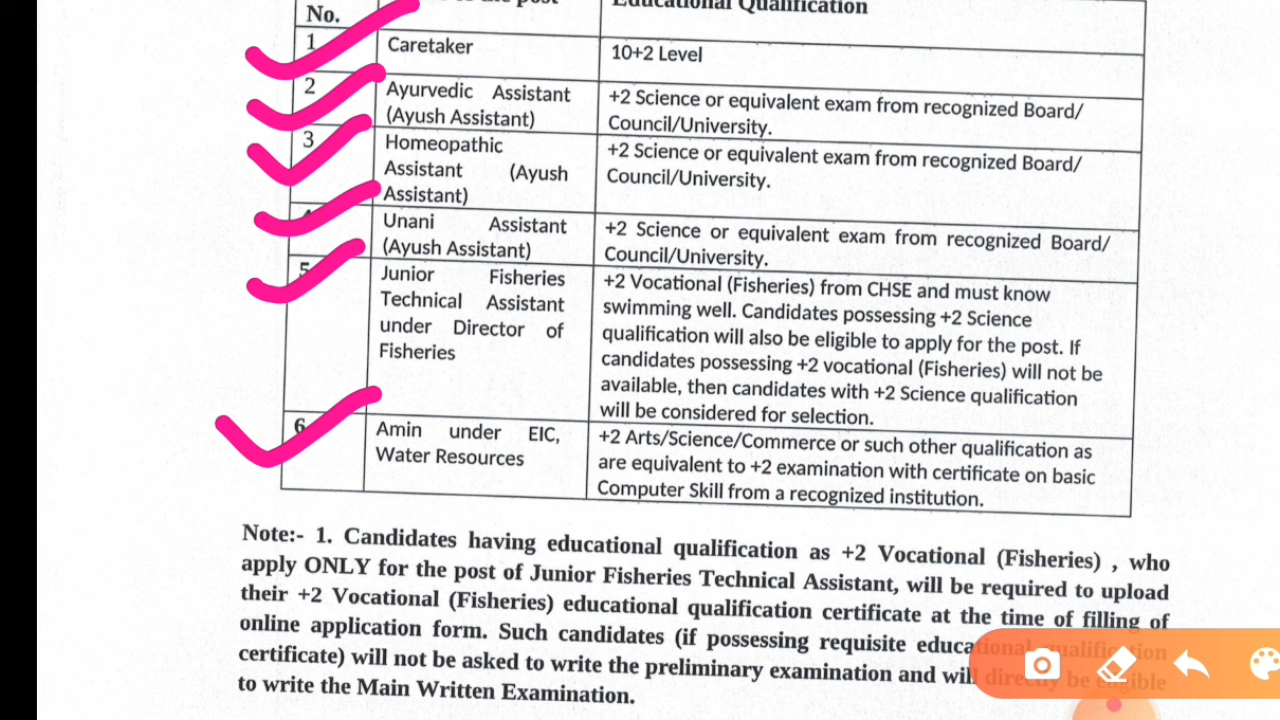 No.
post
Educational Qualification
1
Caretaker
10+2 Level
2
Ayurvedic Assistant
(Ayush Assistant)
+2 Science or equivalent exam from recognized Board/
Council/University.
3
Homeopathic
Assistant (Ayush
Assistant)
+2 Science or equivalent exam from recognized Board/
Council/University.
Unani Assistant
(Ayush Assistant)
+2 Science or equivalent exam from recognized Board/
Council/University.
5
Junior Fisheries
Technical Assistant
under Director of
Fisheries
+2 Vocational (Fisheries) from CHSE and must know
swimming well. Candidates possessing +2 Science
qualification will also be eligible to apply for the post. If
candidates possessing +2 vocational (Fisheries) will not be
available, then candidates with +2 Science qualification
will be considered for selection.
6
Amin under EIC,
Water Resources
+2 Arts/Science/Commerce or such other qualification as
are equivalent to +2 examination with certificate on basic
Computer Skill from a recognized institution.
Note:- 1. Candidates having educational qualification as +2 Vocational (Fisheries) , who
apply ONLY for the post of Junior Fisheries Technical Assistant, will be required to upload
their +2 Vocational (Fisheries) educational qualification certificate at the time of filling of
online application form. Such candidates (if possessing requisite educational qualification
certificate) will not be asked to write the preliminary examination and will directly be eligible
to write the Main Written Examination.